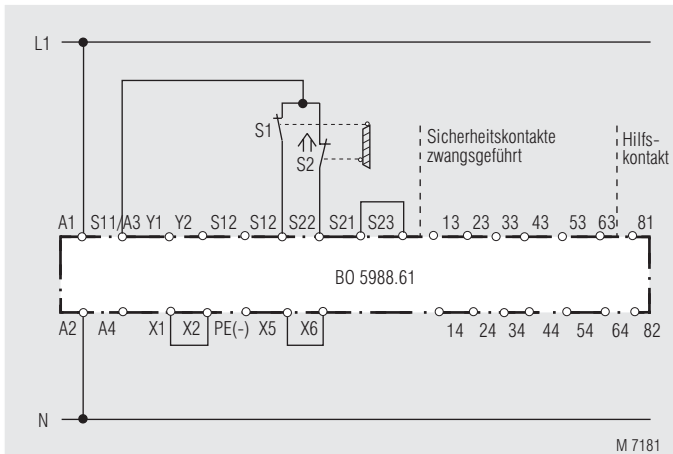 L1
S1
S2
Sicherheitskontakte
zwangsgeführt
Hilfs-
kontakt
A1 S11/A3 Y1 Y2 S12 S12 S22 S21 S23 13 23 33 43 53 63 81
BO 5988.61
A2 A4 X1 X2 PE(-) X5 X6 14 24 34 44 54 64 82
N
M 7181